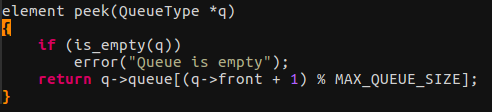 element peek(QueueType *q)
{
    if (is_empty(q))
        error("Queue is empty");
    return q->queue[(q->front + 1) % MAX_QUEUE_SIZE];
}